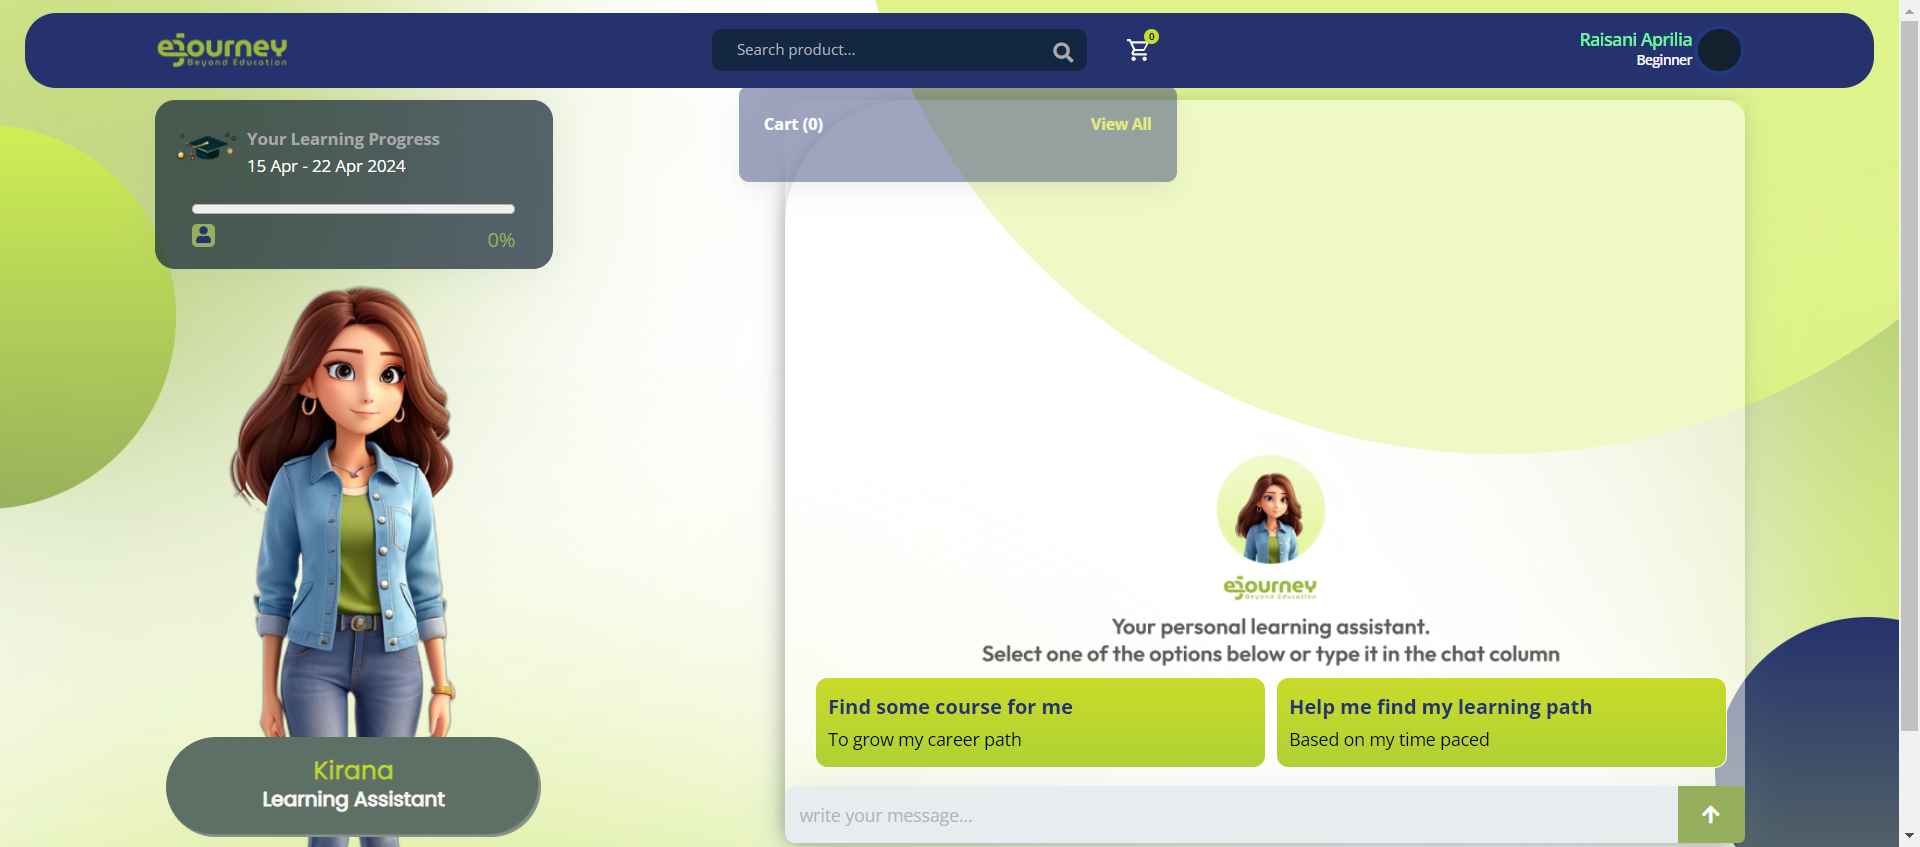 ejourney
Beyond Education
Search product...
0
Raisani Aprilia
Beginner
Your Learning Progress
15 Apr - 22 Apr 2024
0%
Cart (0)
View All
Kirana
Learning Assistant
ejourney
Beyond Education
Your personal learning assistant.
Select one of the options below or type it in the chat column
Find some course for me
To grow my career path
Help me find my learning path
Based on my time paced
write your message...